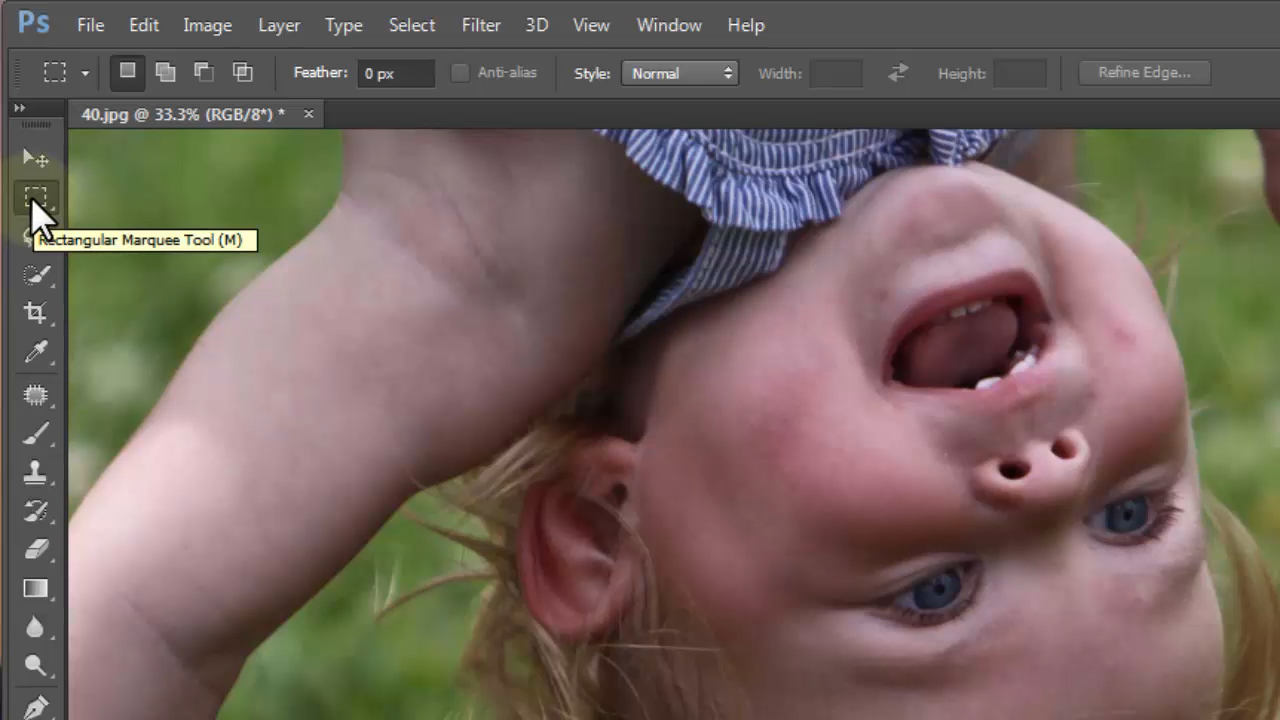 Ps File Edit Image Layer Type Select Filter 3D View Window Help
Feather: 0 px Anti-alias Style: Normal Width: Height: Refine Edge...
40.jpg @ 33.3% (RGB/8*) * ×
Rectangular Marquee Tool (M)